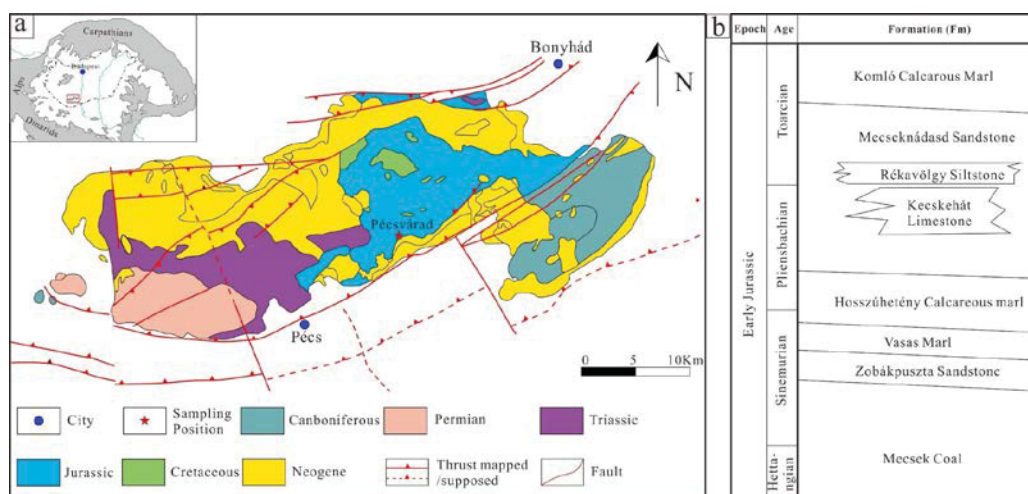 a
Carpathians
Budapest
Alps
Dinarids
Bonyhád
N
Pécsvárad
Pécs
0 5 10Km
City
Sampling
Position
Canboniferous
Permian
Triassic
Jurassic
Cretaceous
Neogene
Thrust mapped
/supposed
Fault
b
Epoch Age Formation (Fm)
Early Jurassic
Toarcian
Pliensbachian
Sinemurian
Hetta-
ngian
Komló Calcarous Marl
Mecseknádasd Sandstone
Rékavölgy Siltstone
Kecskehát
Limestone
Hosszúhetény Calcareous marl
Vasas Marl
Zobákpuszta Sandstone
Mecsek Coal